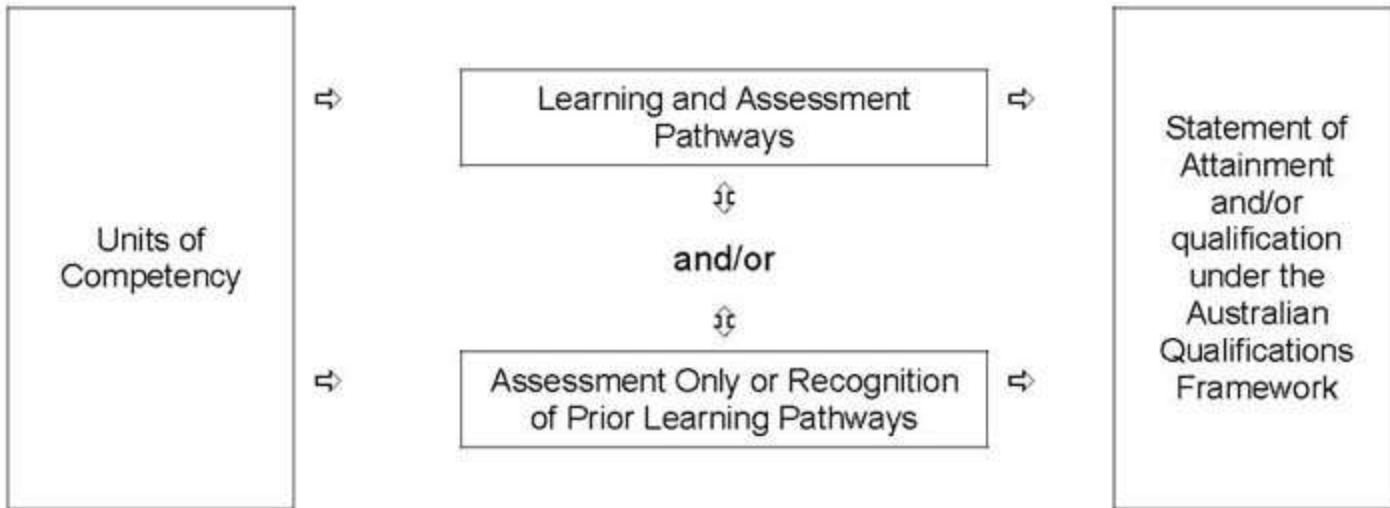 Units of
Competency
Learning and Assessment
Pathways
and/or
Assessment Only or Recognition
of Prior Learning Pathways
Statement of
Attainment
and/or
qualification
under the
Australian
Qualifications
Framework